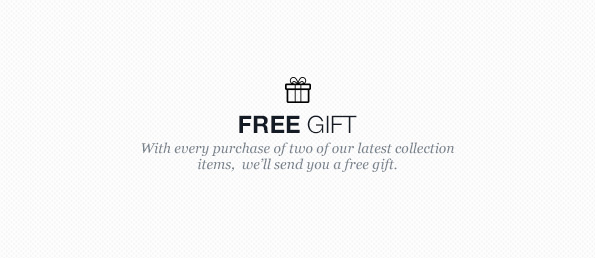 FREE GIFT
With every purchase of two of our latest collection
items,  we'll send you a free gift.